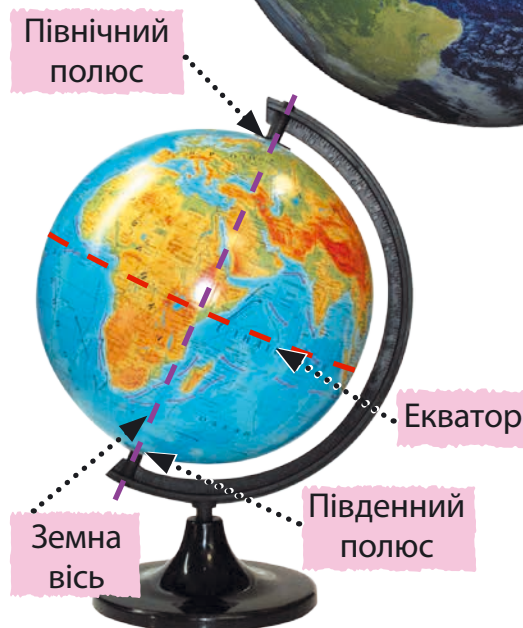 Північний
полюс
Екватор
Південний
полюс
Земна
вісь